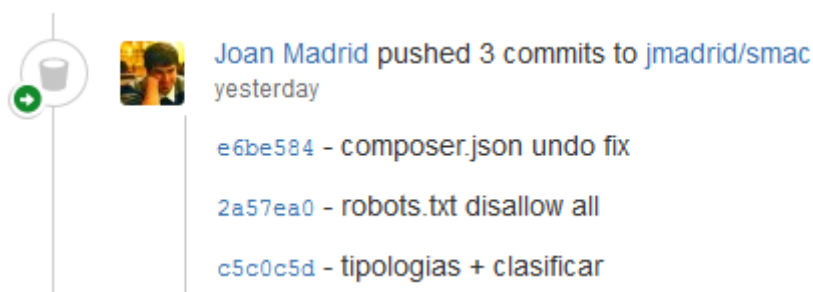 Joan Madrid pushed 3 commits to jmadrid/smac
yesterday
e6be584 - composer.json undo fix
2a57ea0 - robots.txt disallow all
c5c0c5d - tipologias + clasificar